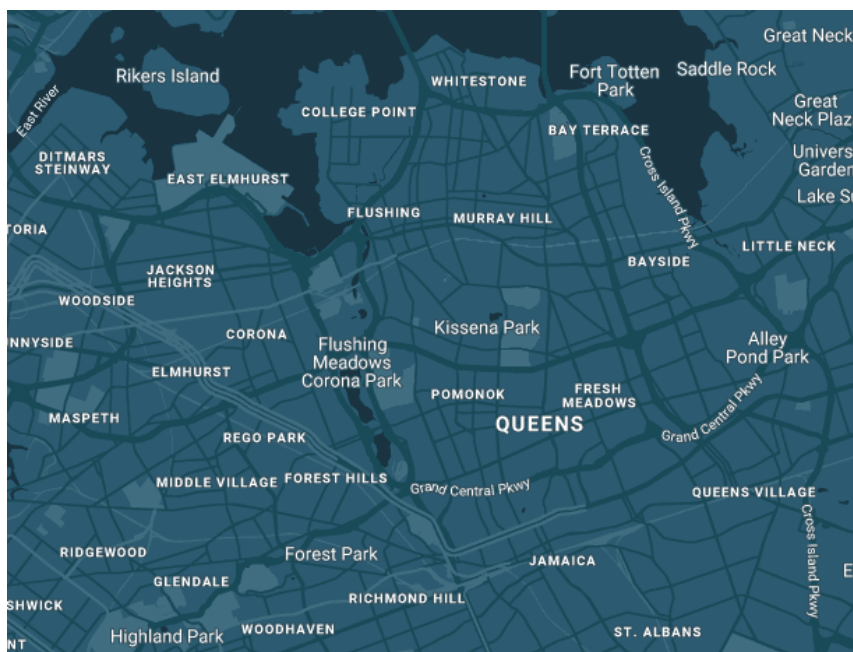 Great Neck
Rikers Island
WHITESTONE
Fort Totten
Park
Saddle Rock
East River
COLLEGE POINT
Great
Neck Plaz
BAY TERRACE
DITMARS
STEINWAY
Univers
Garden
Cross Island Pkwy
EAST ELMHURST
Lake Su
FLUSHING
MURRAY HILL
TORIA
LITTLE NECK
BAYSIDE
JACKSON
HEIGHTS
WOODSIDE
Kissena Park
CORONA
UNNYSIDE
Flushing
Meadows
Corona Park
Alley
Pond Park
ELMHURST
POMONOK
FRESH
MEADOWS
MASPETH
QUEENS
Grand Central Pkwy
REGO PARK
MIDDLE VILLAGE
FOREST HILLS
Grand Central Pkwy
QUEENS VILLAGE
Cross Island Pkwy
RIDGEWOOD
Forest Park
JAMAICA
GLENDALE
E
SHWICK
RICHMOND HILL
Highland Park
WOODHAVEN
ST. ALBANS
NT